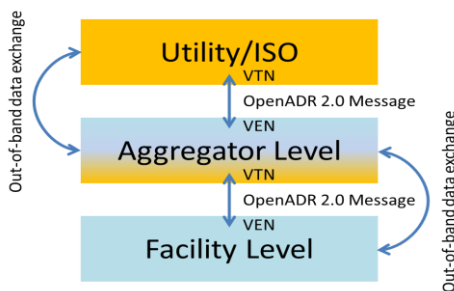 Utility/ISO
VTN
OpenADR 2.0 Message
VEN
Aggregator Level
VTN
OpenADR 2.0 Message
VEN
Facility Level
Out-of-band data exchange
Out-of-band data exchange